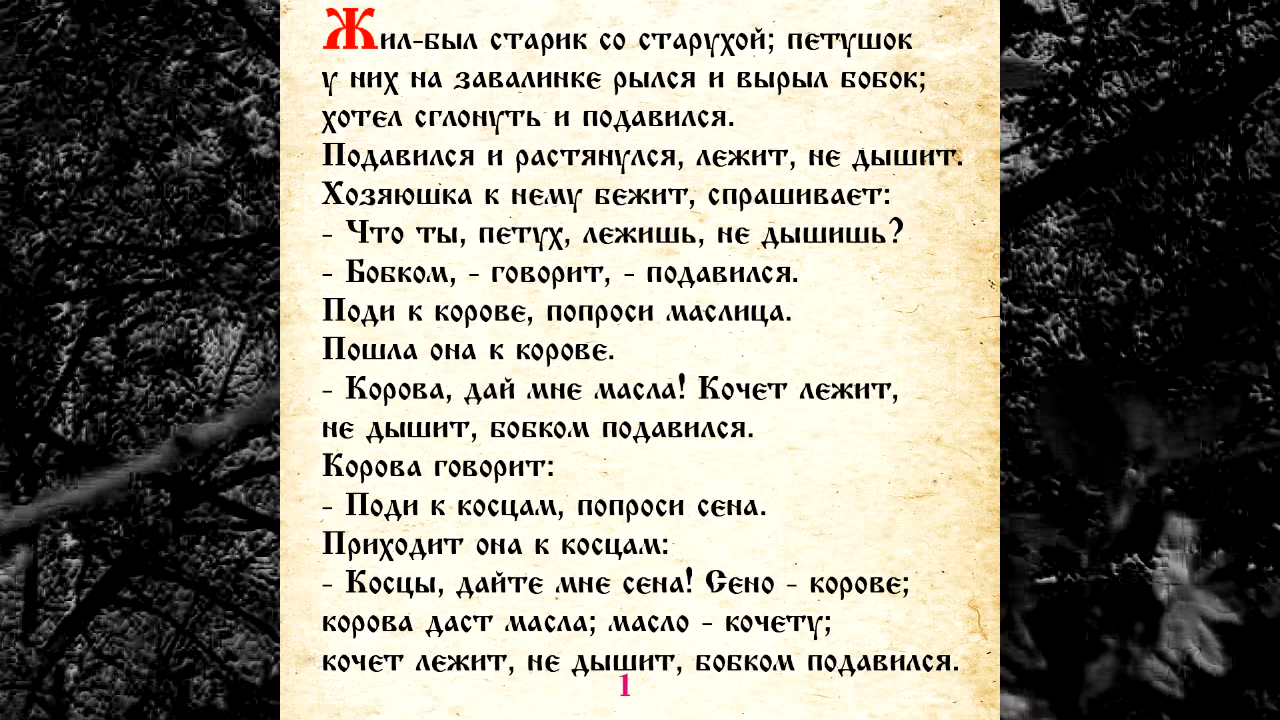 Жил-был старик со старухой; петушок
у них на завалинке рылся и вырыл бобок;
хотел сглонуть и подавился.
Подавился и растянулся, лежит, не дышит.
Хозяюшка к нему бежит, спрашивает:
- Что ты, петух, лежишь, не дышишь?
- Бобком, - говорит, - подавился.
Поди к корове, попроси маслица.
Пошла она к корове.
- Корова, дай мне масла! Кочет лежит,
не дышит, бобком подавился.
Корова говорит:
- Поди к косцам, попроси сена.
Приходит она к косцам:
- Косцы, дайте мне сена! Сено - корове;
корова даст масла; масло - кочету;
кочет лежит, не дышит, бобком подавился.
1